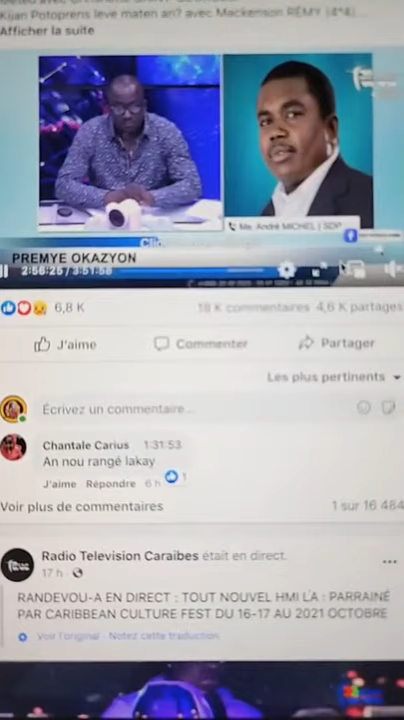 Kijan Potoprens leve maten an? avec Mackenson RÉMY (4*4)...
Afficher la suite
Me. André MICHEL | SDP
PREMYE OKAZYON
2:56:25 / 3:51:58
6,8 K
18 K commentaires 4,6 K partages
J'aime
Commenter
Partager
Les plus pertinents
Écrivez un commentaire...
Chantale Carius 1:31:53
An nou rangé lakay
J'aime Répondre 6 h 1
Voir plus de commentaires
1 sur 16 484
Radio Television Caraibes était en direct.
17 h
RANDEVOU-A EN DIRECT : TOUT NOUVEL HMI LA : PARRAINÉ
PAR CARIBBEAN CULTURE FEST DU 16-17 AU 2021 OCTOBRE
Voir l'original · Notez cette traduction